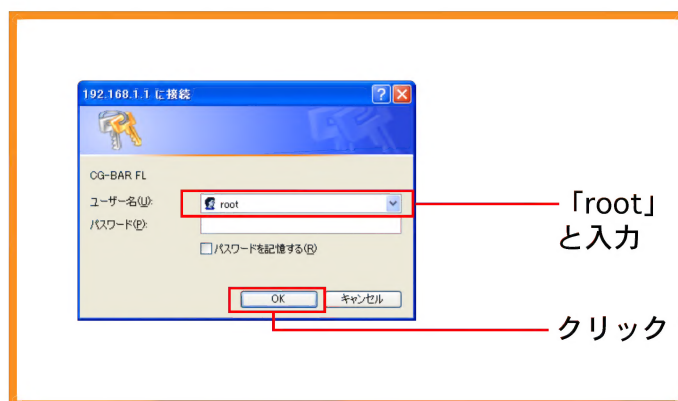 192.168.1.1 に接続
CG-BAR FL
ユーザー名(U):
root
パスワード(P):
パスワードを記憶する(R)
OK
キャンセル
「root」
と入力
クリック